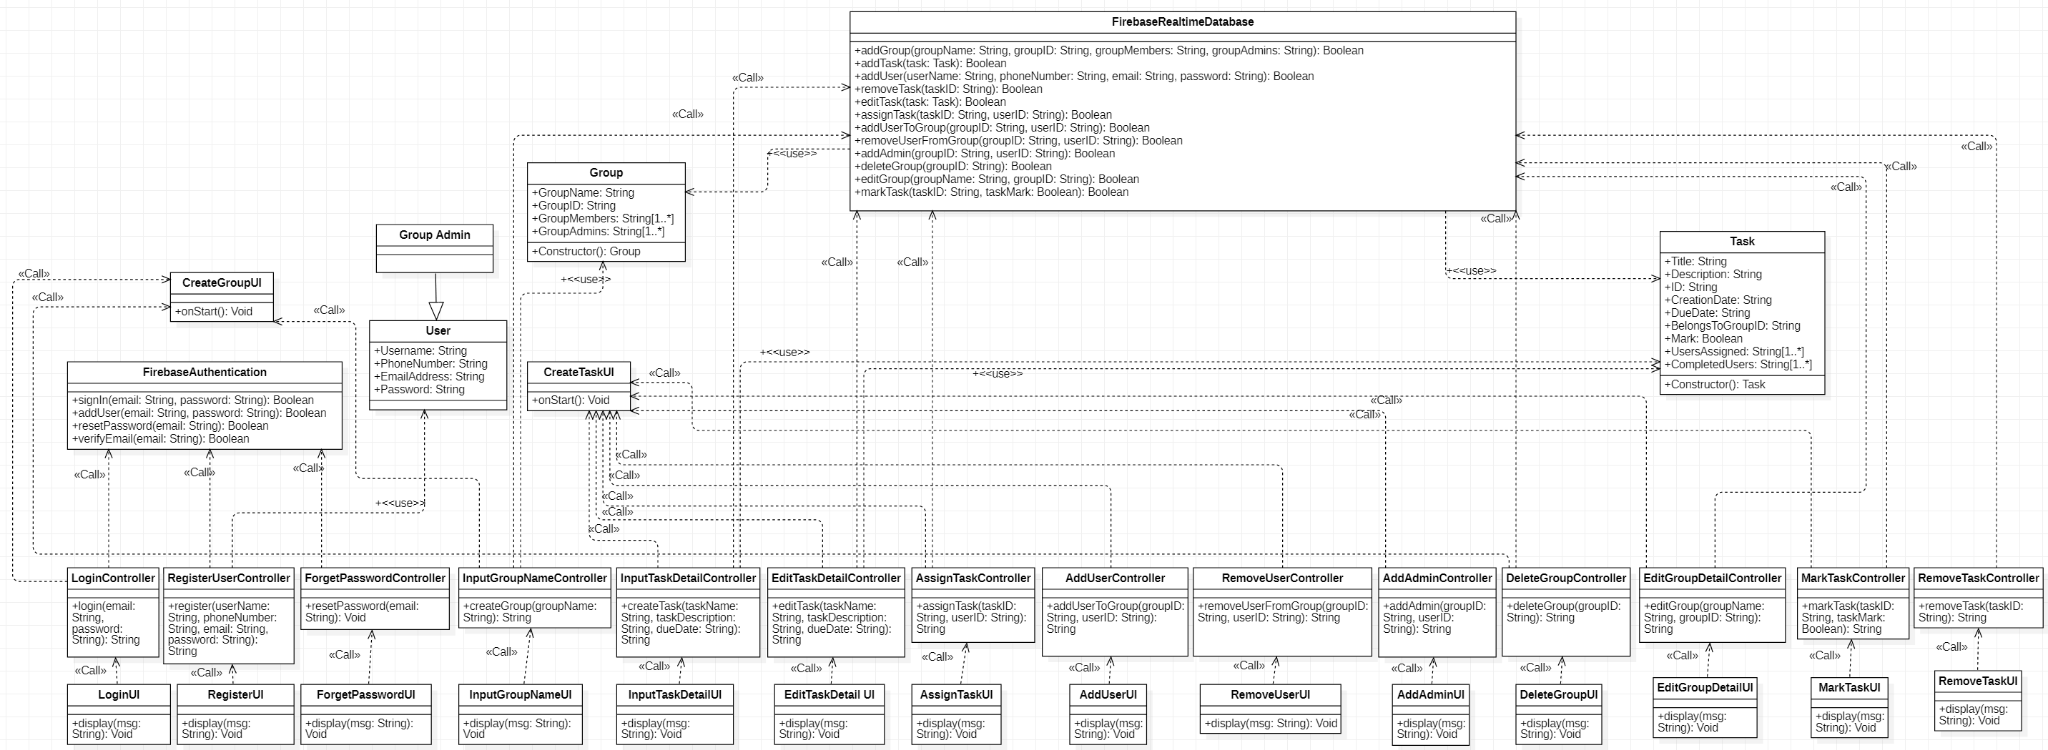 FirebaseRealtimeDatabase
+addGroup(groupName: String, groupID: String, groupMembers: String, groupAdmins: String): Boolean
+addTask(task: Task): Boolean
+addUser(userName: String, phoneNumber: String, email: String, password: String): Boolean
+removeTask(taskID: String): Boolean
+editTask(task: Task): Boolean
+assignTask(taskID: String, userID: String): Boolean
+addUserToGroup(groupID: String, userID: String): Boolean
+removeUserFromGroup(groupID: String, userID: String): Boolean
+addAdmin(groupID: String, userID: String): Boolean
+deleteGroup(groupID: String): Boolean
+editGroup(groupName: String, groupID: String): Boolean
+markTask(taskID: String, taskMark: Boolean): Boolean
«Call»
«Call»
+<<use>>
«Call»
«Call»
«Call»
«Call»
«Call»
«Call»
Group
+GroupName: String
+GroupID: String
+GroupMembers: String[1..*]
+GroupAdmins: String[1..*]
+Constructor(): Group
+<<use>>
Group Admin
User
+Username: String
+PhoneNumber: String
+EmailAddress: String
+Password: String
+<<use>>
Task
+Title: String
+Description: String
+ID: String
+CreationDate: String
+DueDate: String
+BelongsToGroupID: String
+Mark: Boolean
+UsersAssigned: String[1..*]
+CompletedUsers: String[1..*]
+Constructor(): Task
+<<use>>
+<<use>>
+<<use>>
«Call»
«Call»
«Call»
CreateGroupUI
+onStart(): Void
FirebaseAuthentication
+signIn(email: String, password: String): Boolean
+addUser(email: String, password: String): Boolean
+resetPassword(email: String): Boolean
+verifyEmail(email: String): Boolean
«Call»
«Call»
«Call»
CreateTaskUI
+onStart(): Void
«Call»
«Call»
«Call»
«Call»
«Call»
«Call»
«Call»
«Call»
LoginController
+login(email:
String,
password:
String): String
RegisterUserController
+register(userName:
String, phoneNumber:
String, email: String,
password: String):
String
ForgetPasswordController
+resetPassword(email:
String): Void
InputGroupNameController
+createGroup(groupName:
String): String
InputTaskDetailController
+createTask(taskName:
String, taskDescription:
String, dueDate: String):
String
EditTaskDetailController
+editTask(taskName:
String, taskDescription:
String, dueDate: String):
String
AssignTaskController
+assignTask(taskID:
String, userID: String):
String
AddUserController
+addUserToGroup(groupID:
String, userID: String):
String
RemoveUserController
+removeUserFromGroup(groupID:
String, userID: String): String
AddAdminController
+addAdmin(groupID:
String, userID:
String): String
DeleteGroupController
+deleteGroup(groupID:
String): String
EditGroupDetailController
+editGroup(groupName:
String, groupID: String):
String
MarkTaskController
+markTask(taskID:
String, taskMark:
Boolean): String
RemoveTaskController
+removeTask(taskID:
String): String
«Call»
«Call»
«Call»
«Call»
«Call»
«Call»
«Call»
«Call»
«Call»
«Call»
«Call»
«Call»
«Call»
«Call»
LoginUI
+display(msg:
String): Void
RegisterUI
+display(msg:
String): Void
ForgetPasswordUI
+display(msg: String):
Void
InputGroupNameUI
+display(msg: String):
Void
InputTaskDetailUI
+display(msg:
String): Void
EditTaskDetail UI
+display(msg:
String): Void
AssignTaskUI
+display(msg:
String): Void
AddUserUI
+display(msg:
String): Void
RemoveUserUI
+display(msg: String): Void
AddAdminUI
+display(msg:
String): Void
DeleteGroupUI
+display(msg:
String): Void
EditGroupDetailUI
+display(msg:
String): Void
MarkTaskUI
+display(msg:
String): Void
RemoveTaskUI
+display(msg:
String): Void